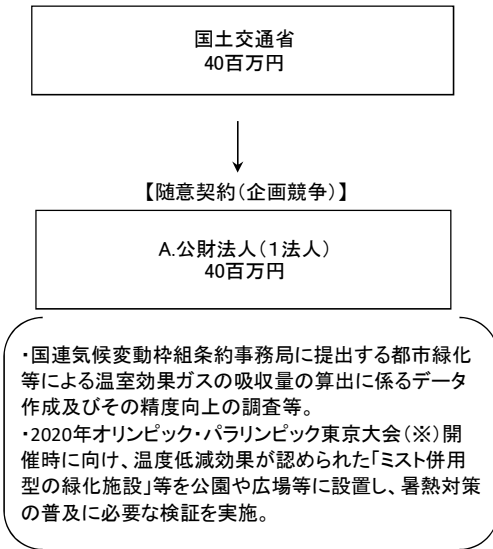 国土交通省
40百万円
【随意契約(企画競争)】
A.公財法人(1法人)
40百万円
・国連気候変動枠組条約事務局に提出する都市緑化
等による温室効果ガスの吸収量の算出に係るデータ
作成及びその精度向上の調査等。
・2020年オリンピック・パラリンピック東京大会(※)開
催時に向け、温度低減効果が認められた「ミスト併用
型の緑化施設」等を公園や広場等に設置し、暑熱対策
の普及に必要な検証を実施。